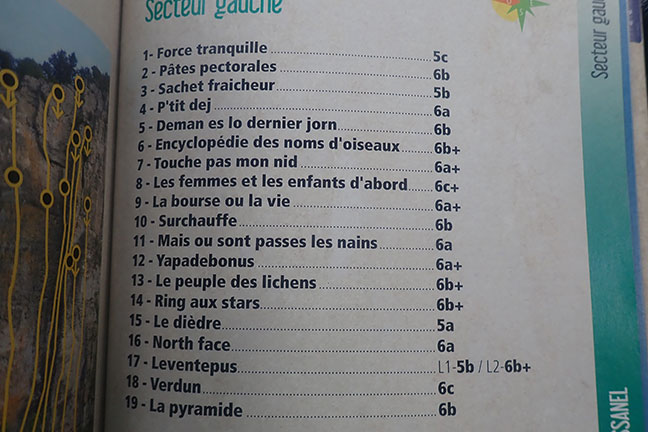 Secteur gauche
1- Force tranquille ........ 5c
2 - Pâtes pectorales ........ 6b
3 - Sachet fraicheur ........ 5b
4 - P'tit dej ........ 6a
5 - Deman es lo dernier jorn ........ 6b
6 - Encyclopédie des noms d'oiseaux ........ 6b+
7 - Touche pas mon nid ........ 6a+
8 - Les femmes et les enfants d'abord ........ 6c+
9 - La bourse ou la vie ........ 6a+
10 - Surchauffe ........ 6b
11 - Mais ou sont passes les nains ........ 6a
12 - Yapadebonus ........ 6a+
13 - Le peuple des lichens ........ 6b+
14 - Ring aux stars ........ 6b+
15 - Le dièdre ........ 5a
16 - North face ........ 6a
17 - Leventepus ........ L1-5b / L2-6b+
18 - Verdun ........ 6c
19 - La pyramide ........ 6b
Secteur gau
SSANEL